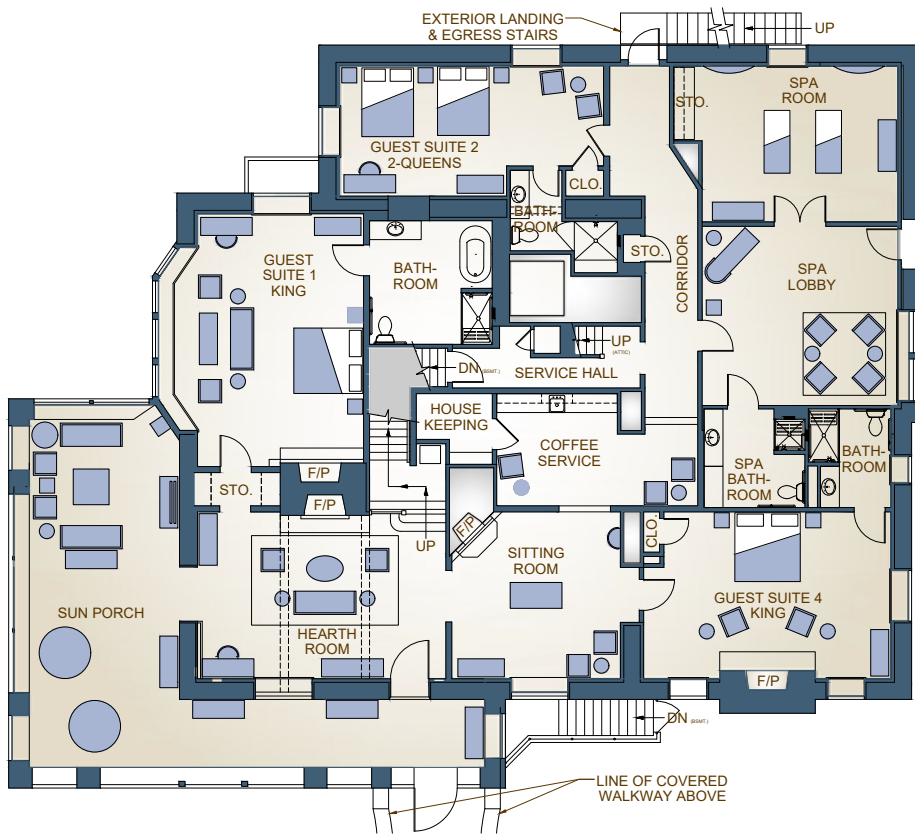 EXTERIOR LANDING
& EGRESS STAIRS
UP
STO.
SPA
ROOM
GUEST SUITE 2
2-QUEENS
CLO.
BATH-
ROOM
STO.
CORRIDOR
SPA
LOBBY
GUEST
SUITE 1
KING
BATH-
ROOM
UP
(ATTIC)
DN (BSMT.)
SERVICE HALL
HOUSE
KEEPING
COFFEE
SERVICE
F/P
STO.
F/P
F/P
UP
SPA
BATH-
ROOM
BATH-
ROOM
CLO.
SITTING
ROOM
SUN PORCH
HEARTH
ROOM
GUEST SUITE 4
KING
F/P
DN (BSMT.)
LINE OF COVERED
WALKWAY ABOVE